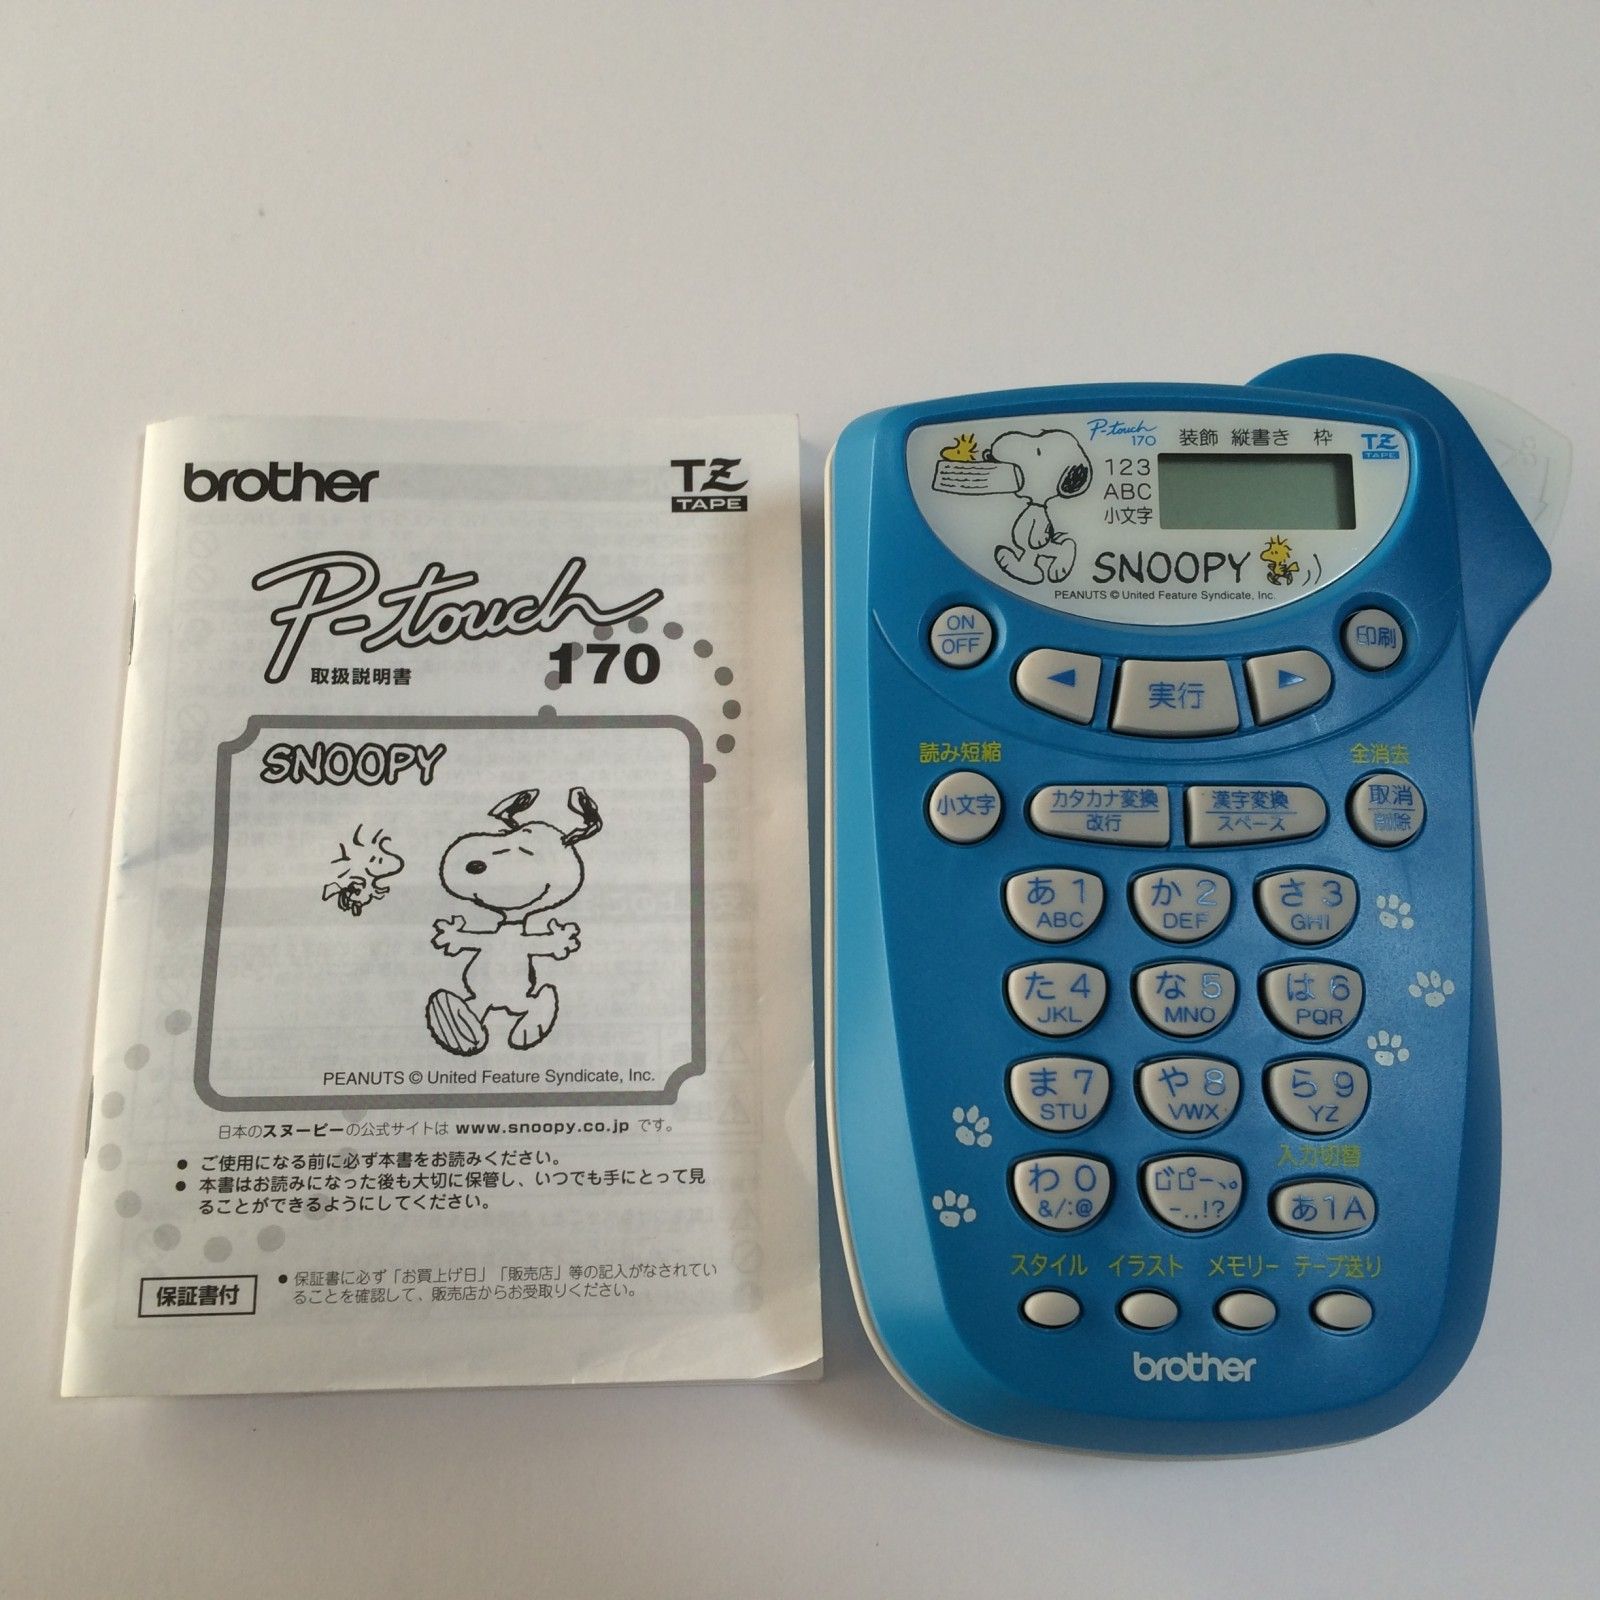 brother
TZ
TAPE
P-touch
170
取扱説明書
SNOOPY
PEANUTS © United Feature Syndicate, Inc.
日本のスヌーピーの公式サイトは www.snoopy.co.jp です。
● ご使用になる前に必ず本書をお読みください。
● 本書はお読みになった後も大切に保管し、いつでも手にとって見
ることができるようにしてください。
保証書付
● 保証書に必ず「お買上げ日」「販売店」等の記入がなされてい
ることを確認して、販売店からお受取りください。
P-touch
170
装飾 縦書き 枠
TZ
TAPE
123
ABC
小文字
SNOOPY
PEANUTS © United Feature Syndicate, Inc.
ON
OFF
印刷
◀ 実行 ▶
読み短縮 全消去
小文字
カタカナ変換
改行
漢字変換
スペース
取消
削除
あ1
ABC
か2
DEF
さ3
GHI
た4
JKL
な5
MNO
は6
PQR
ま7
STU
や8
VWX
ら9
YZ
入力切替
わ0
&/:@
゛゜ー、。
-.,!?
あ1A
スタイル イラスト メモリー テープ送り
brother